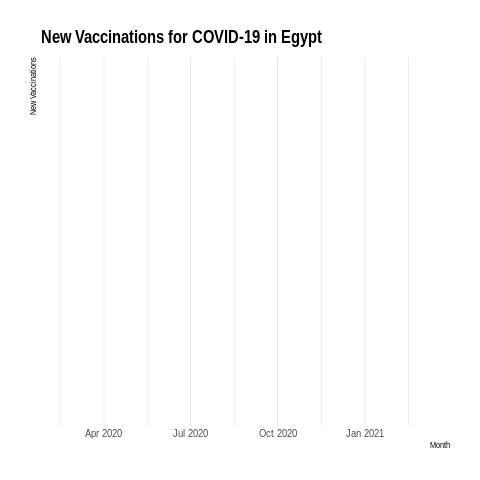 New Vaccinations for COVID-19 in Egypt
New Vaccinations
Apr 2020
Jul 2020
Oct 2020
Jan 2021
Month